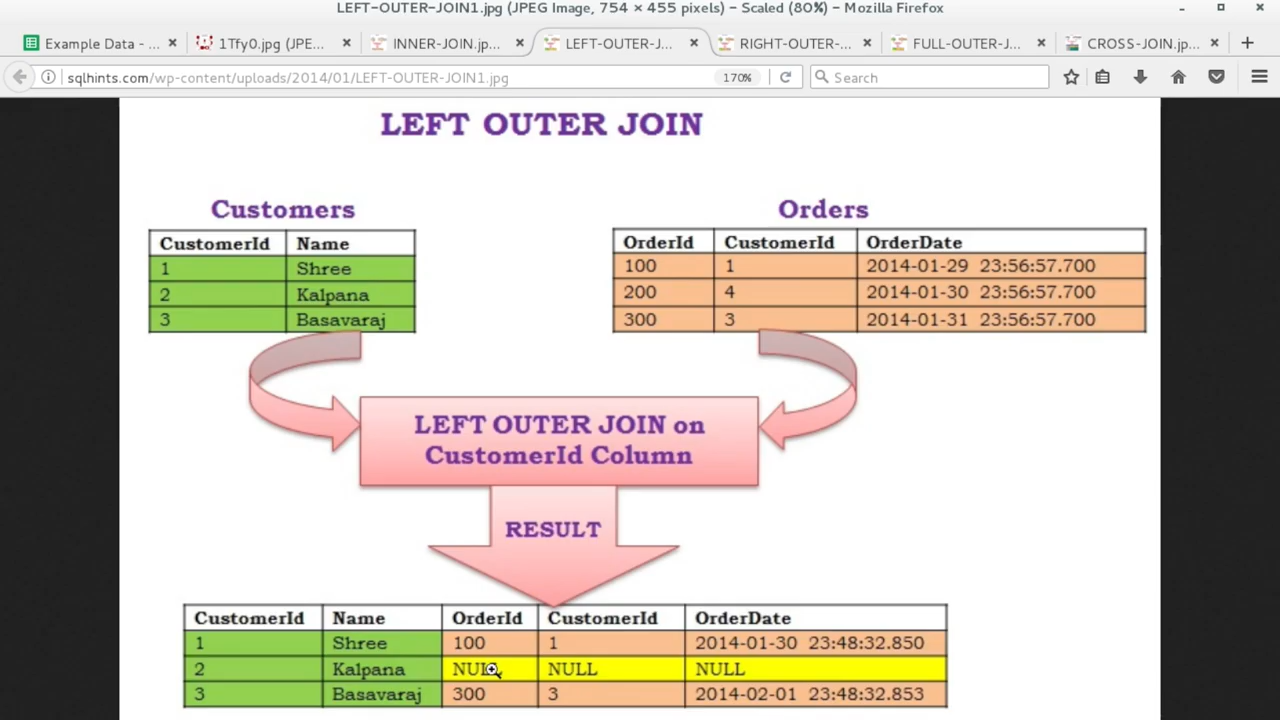 LEFT-OUTER-JOIN1.jpg (JPEG Image, 754 × 455 pixels) - Scaled (80%) - Mozilla Firefox
Example Data - ... 1Tfy0.jpg (JPE... INNER-JOIN.jp... LEFT-OUTER-J... RIGHT-OUTER-... FULL-OUTER-J... CROSS-JOIN.jp...
sqlhints.com/wp-content/uploads/2014/01/LEFT-OUTER-JOIN1.jpg 170% Search
LEFT OUTER JOIN
Customers Orders
CustomerId Name OrderId CustomerId OrderDate
1 Shree 100 1 2014-01-29 23:56:57.700
2 Kalpana 200 4 2014-01-30 23:56:57.700
3 Basavaraj 300 3 2014-01-31 23:56:57.700
LEFT OUTER JOIN on
CustomerId Column
RESULT
CustomerId Name OrderId CustomerId OrderDate
1 Shree 100 1 2014-01-30 23:48:32.850
2 Kalpana NULL NULL NULL
3 Basavaraj 300 3 2014-02-01 23:48:32.853